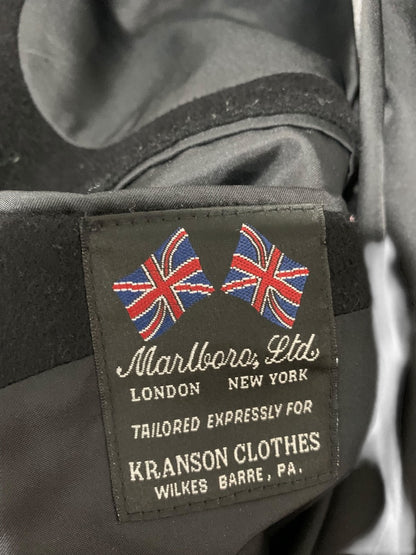 Marlboro, Ltd
LONDON NEW YORK
TAILORED EXPRESSLY FOR
KRANSON CLOTHES
WILKES BARRE, PA.